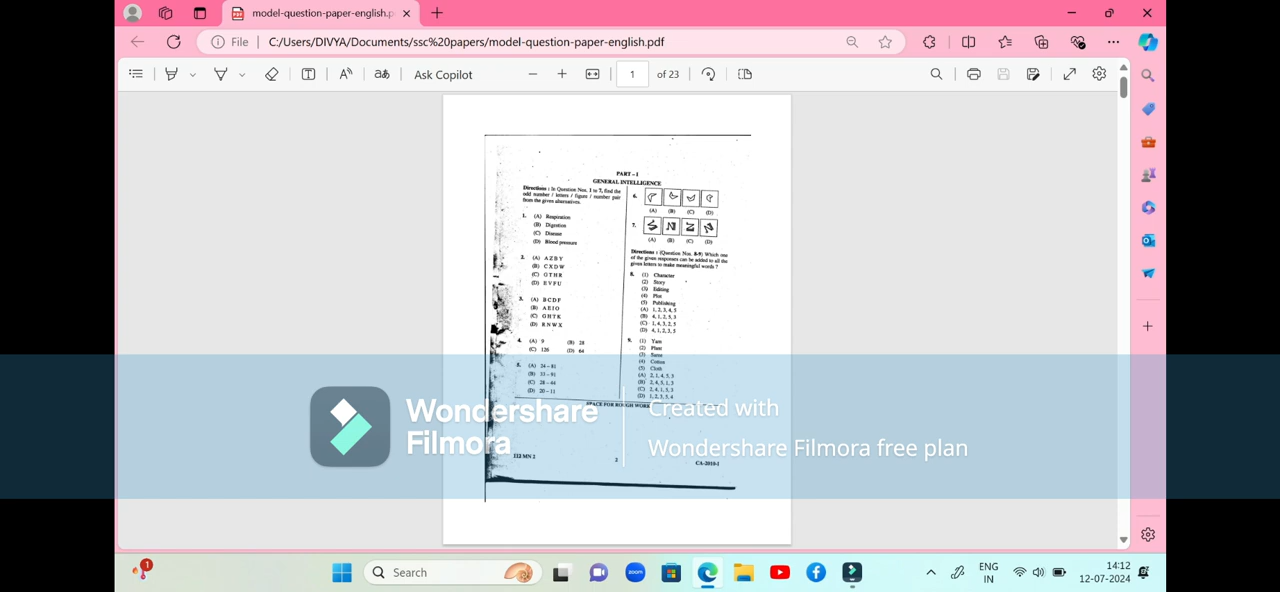 model-question-paper-english.p
File C:/Users/DIVYA/Documents/ssc%20papers/model-question-paper-english.pdf
Ask Copilot
1 of 23
PART – I
GENERAL INTELLIGENCE
Directions : In Question Nos. 1 to 7, find the
odd number / letters / figure / number pair
from the given alternatives.
1. (A) Respiration
(B) Digestion
(C) Disease
(D) Blood pressure
2. (A) A Z B Y
(B) C X D W
(C) G T H R
(D) E V F U
3. (A) B C D F
(B) A E I O
(C) G H T K
(D) R N W X
4. (A) 9 (B) 28
(C) 126 (D) 64
5. (A) 24 – 81
(B) 33 – 91
(C) 28 – 44
(D) 20 – 11
6.
(A) (B) (C) (D)
7.
(A) (B) (C) (D)
Directions : (Question Nos. 8-9) Which one
of the given responses can be added to all the
given letters to make meaningful words ?
8. (1) Character
(2) Story
(3) Editing
(4) Plot
(5) Publishing
(A) 1, 2, 3, 4, 5
(B) 4, 1, 2, 5, 3
(C) 1, 4, 3, 2, 5
(D) 4, 1, 2, 3, 5
9. (1) Yarn
(2) Plant
(3) Saree
(4) Cotton
(5) Cloth
(A) 2, 1, 4, 5, 3
(B) 2, 4, 5, 1, 3
(C) 2, 4, 1, 5, 3
(D) 1, 2, 3, 5, 4
SPACE FOR ROUGH WORK
112 MN 2
2
CA-2010-I
Wondershare
Filmora
Created with
Wondershare Filmora free plan
1
Search
zoom
ENG
IN
14:12
12-07-2024